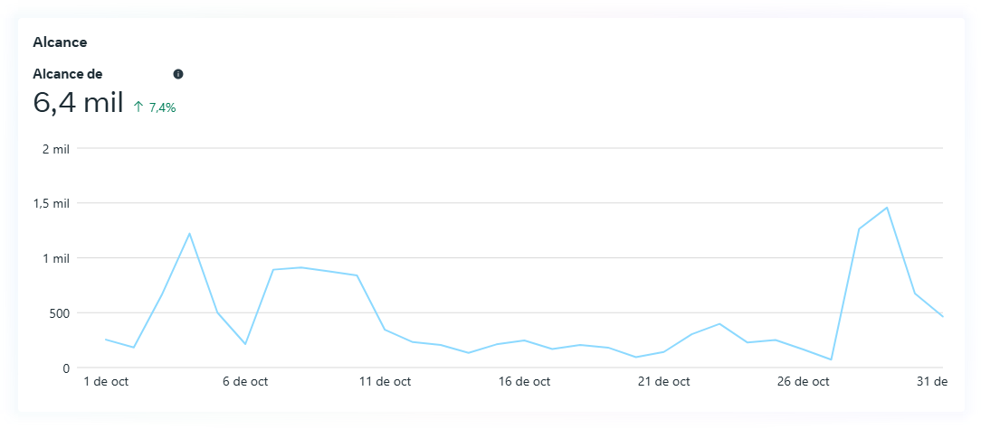 Alcance
Alcance de
6,4 mil ↑ 7,4%
2 mil
1,5 mil
1 mil
500
0
1 de oct 6 de oct 11 de oct 16 de oct 21 de oct 26 de oct 31 de